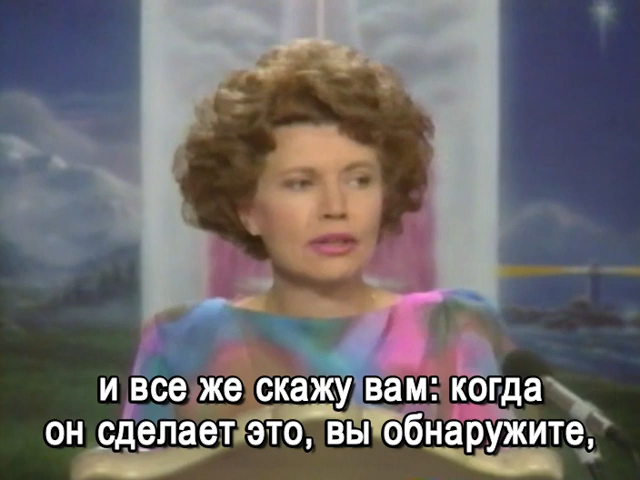 и все же скажу вам: когда
он сделает это, вы обнаружите,